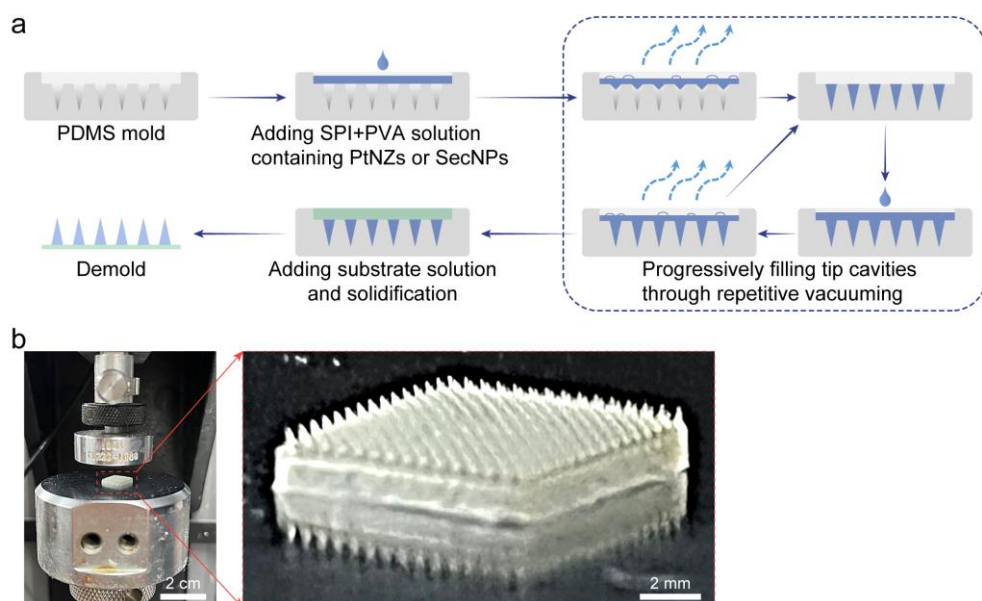 a
PDMS mold
Adding SPI+PVA solution
containing PtNZs or SecNPs
Demold
Adding substrate solution
and solidification
Progressively filling tip cavities
through repetitive vacuuming
b
2 cm
2 mm